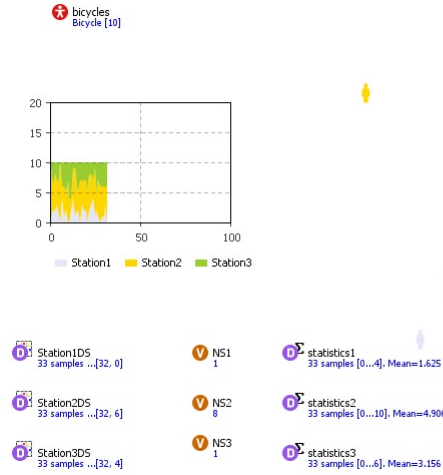 bicycles
Bicycle [10]
20
15
10
5
0
0 50 100
Station1 Station2 Station3
Station1DS
33 samples ...[32, 0]
NS1
1
statistics1
33 samples [0...4]. Mean=1.625
Station2DS
33 samples ...[32, 6]
NS2
8
statistics2
33 samples [0...10]. Mean=4.906
Station3DS
33 samples ...[32, 4]
NS3
1
statistics3
33 samples [0...6]. Mean=3.156